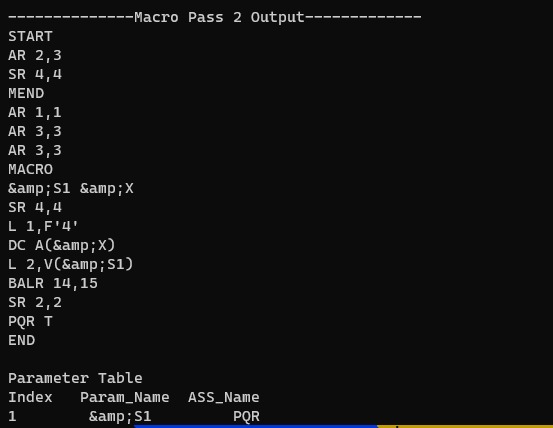 --------------Macro Pass 2 Output-------------
START
AR 2,3
SR 4,4
MEND
AR 1,1
AR 3,3
AR 3,3
MACRO
&amp;S1 &amp;X
SR 4,4
L 1,F'4'
DC A(&amp;X)
L 2,V(&amp;S1)
BALR 14,15
SR 2,2
PQR T
END
Parameter Table
Index Param_Name ASS_Name
1 &amp;S1 PQR